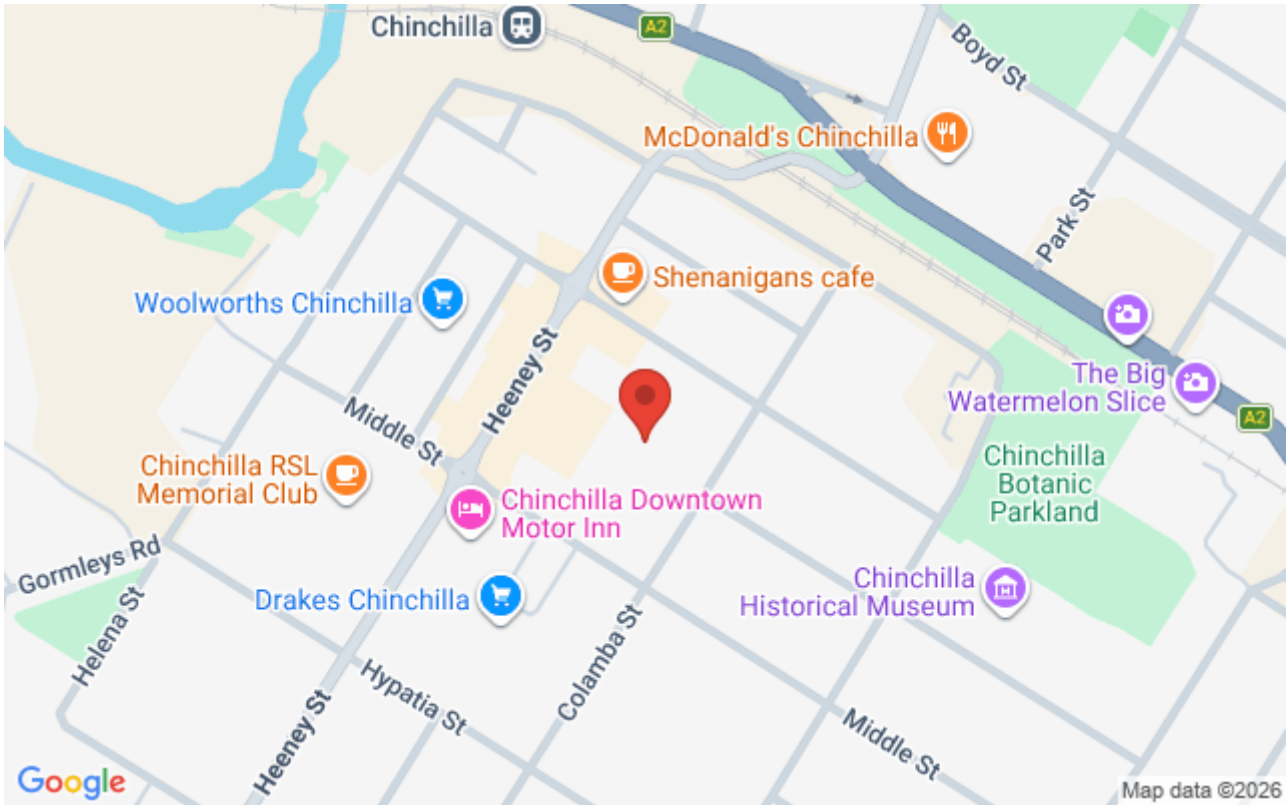 Chinchilla
A2
Boyd St
McDonald's Chinchilla
Park St
Shenanigans cafe
Woolworths Chinchilla
Heeney St
The Big
Watermelon Slice
A2
Middle St
Chinchilla RSL
Memorial Club
Chinchilla
Botanic
Parkland
Chinchilla Downtown
Motor Inn
Gormleys Rd
Chinchilla
Historical Museum
Drakes Chinchilla
Helena St
Colamba St
Hypatia St
Heeney St
Middle St
Google
Map data ©2026